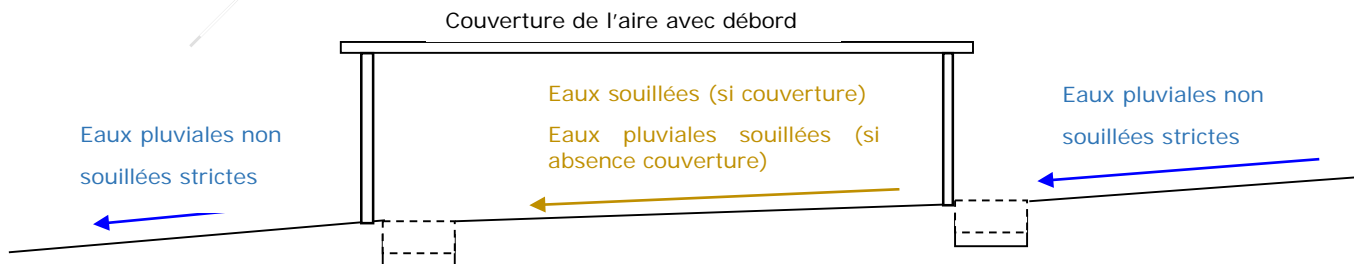 Couverture de l'aire avec débord
Eaux pluviales non
souillées strictes
Eaux souillées (si couverture)
Eaux pluviales souillées (si
absence couverture)
Eaux pluviales non
souillées strictes